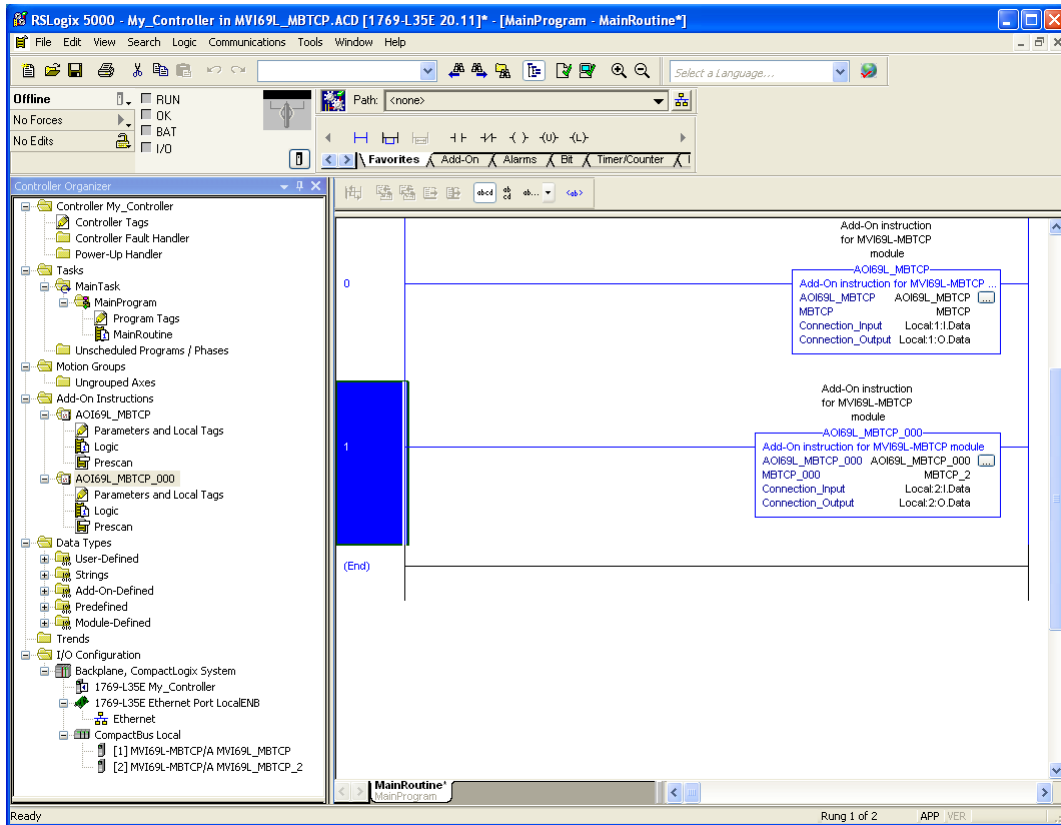 RSLogix 5000 - My_Controller in MVI69L_MBTCP.ACD [1769-L35E 20.11]* - [MainProgram - MainRoutine*]
File Edit View Search Logic Communications Tools Window Help
Select a Language...
Offline
RUN
No Forces
OK
No Edits
BAT
I/O
Path: <none>
Favorites Add-On Alarms Bit Timer/Counter
Controller Organizer
Controller My_Controller
Controller Tags
Controller Fault Handler
Power-Up Handler
Tasks
MainTask
MainProgram
Program Tags
MainRoutine
Unscheduled Programs / Phases
Motion Groups
Ungrouped Axes
Add-On Instructions
AOI69L_MBTCP
Parameters and Local Tags
Logic
Prescan
AOI69L_MBTCP_000
Parameters and Local Tags
Logic
Prescan
Data Types
User-Defined
Strings
Add-On-Defined
Predefined
Module-Defined
Trends
I/O Configuration
Backplane, CompactLogix System
1769-L35E My_Controller
1769-L35E Ethernet Port LocalENB
Ethernet
CompactBus Local
[1] MVI69L-MBTCP/A MVI69L_MBTCP
[2] MVI69L-MBTCP/A MVI69L_MBTCP_2
abcd ab cd ab... <ab>
Add-On instruction
for MVI69L-MBTCP
module
0
AOI69L_MBTCP
Add-On instruction for MVI69L-MBTCP ...
AOI69L_MBTCP AOI69L_MBTCP ...
MBTCP MBTCP
Connection_Input Local:1:I.Data
Connection_Output Local:1:O.Data
Add-On instruction
for MVI69L-MBTCP
module
1
AOI69L_MBTCP_000
Add-On instruction for MVI69L-MBTCP module
AOI69L_MBTCP_000 AOI69L_MBTCP_000 ...
MBTCP_000 MBTCP_2
Connection_Input Local:2:I.Data
Connection_Output Local:2:O.Data
(End)
MainRoutine*
MainProgram
Ready
Rung 1 of 2 APP VER